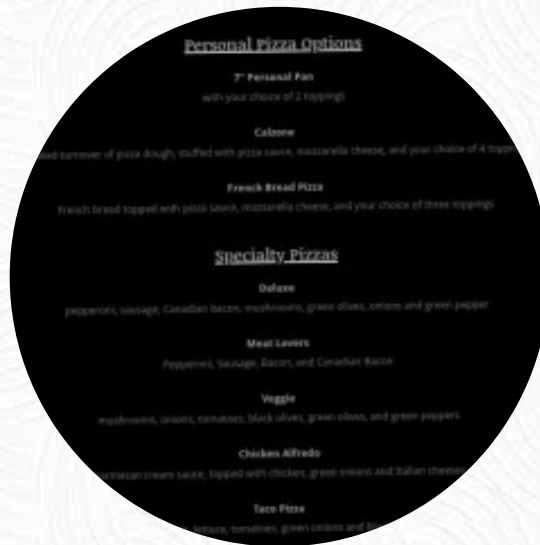 Personal Pizza Options
7" Personal Pan
with your choice of 2 toppings
Calzone
turnover of pizza dough, stuffed with pizza sauce, mozzarella cheese, and your choice of 4
French Bread Pizza
French bread topped with pizza sauce, mozzarella cheese, and your choice of three toppings
Specialty Pizzas
Deluxe
pepperoni, sausage, Canadian bacon, mushrooms, green olives, onions and green pepper
Meat Lovers
Pepperoni, Sausage, Bacon, and Canadian Bacon
Veggie
mushrooms, onions, tomatoes, black olives, green olives, and green peppers
Chicken Alfredo
cream sauce, topped with chicken, green onions and Italian cheeses
Taco Pizza
lettuce, tomatoes, green onions and